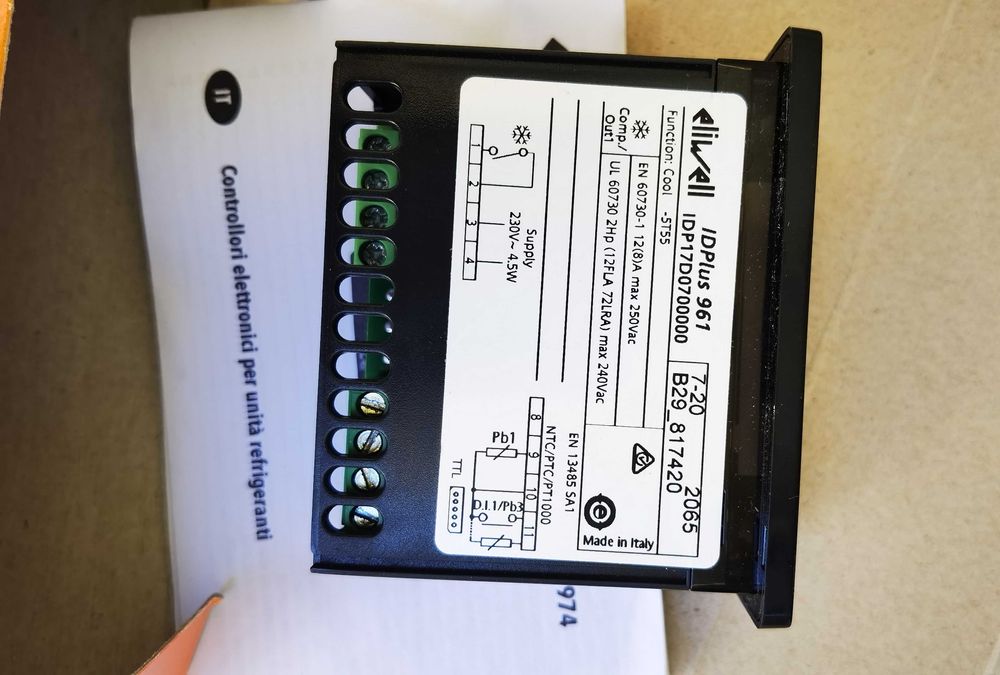 eliwell
IDPlus 961
IDP17D0700000
7-20 2065
B29_817420
Function: Cool -5T55
Comp./
Out1
EN 60730-1 12(8)A max 250Vac
UL 60730 2Hp (12FLA 72LRA) max 240Vac
e
Made in Italy
EN 13485 SA1
NTC/PTC/PT1000
Supply
230V~ 4.5W
1 2 3 4
8 9 10 11
Pb1
D.I.1/Pb3
TTL
IT
Controllori elettronici per unità refrigeranti
974